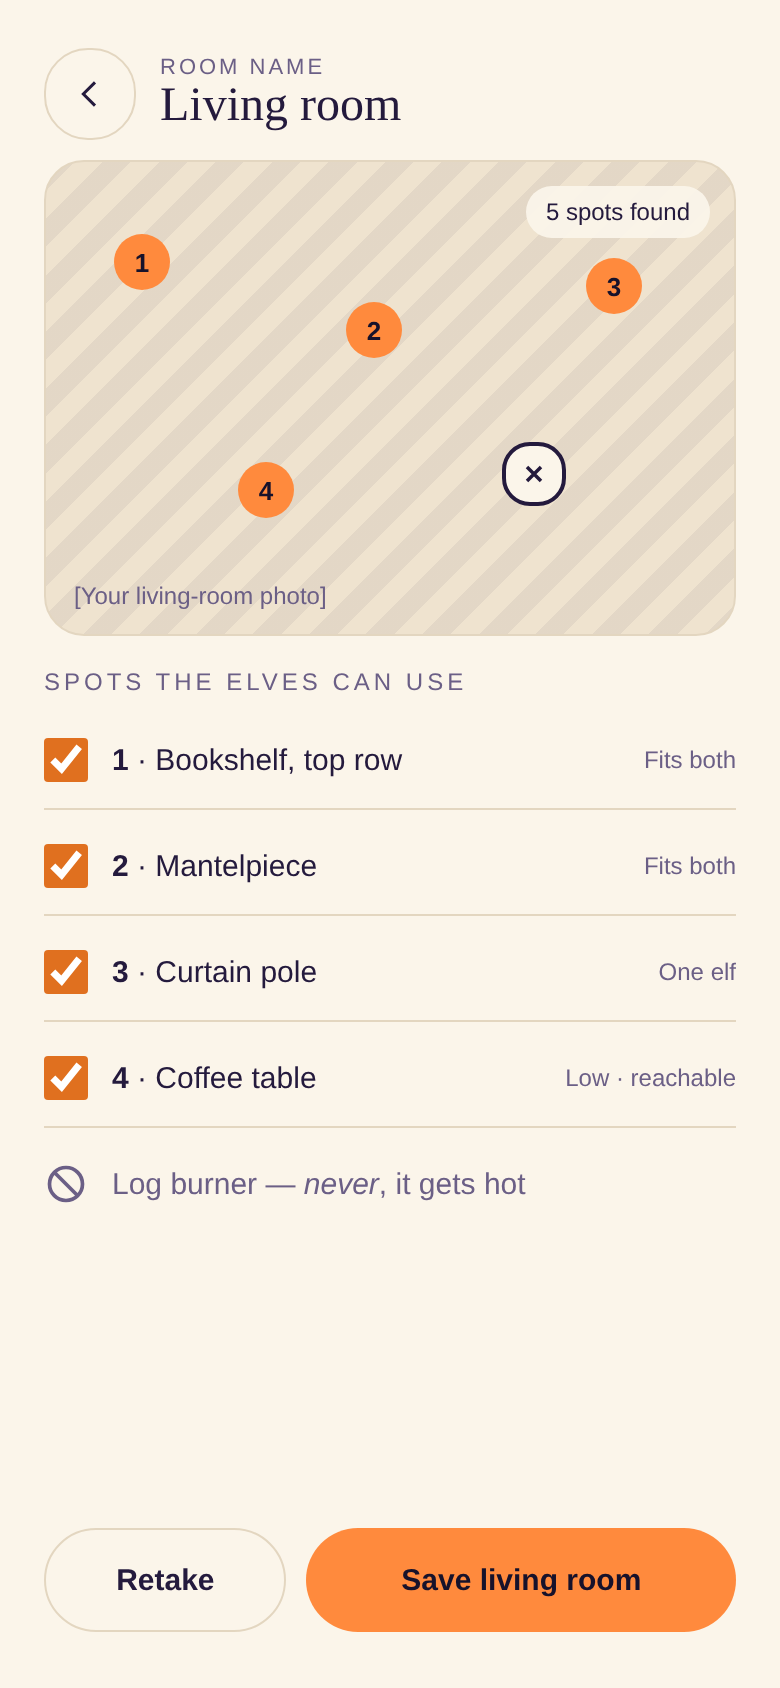 ROOM NAME
Living room
5 spots found
1
3
2
4
[Your living-room photo]
SPOTS THE ELVES CAN USE
1 · Bookshelf, top row Fits both
2 · Mantelpiece Fits both
3 · Curtain pole One elf
4 · Coffee table Low · reachable
Log burner — never, it gets hot
Retake Save living room